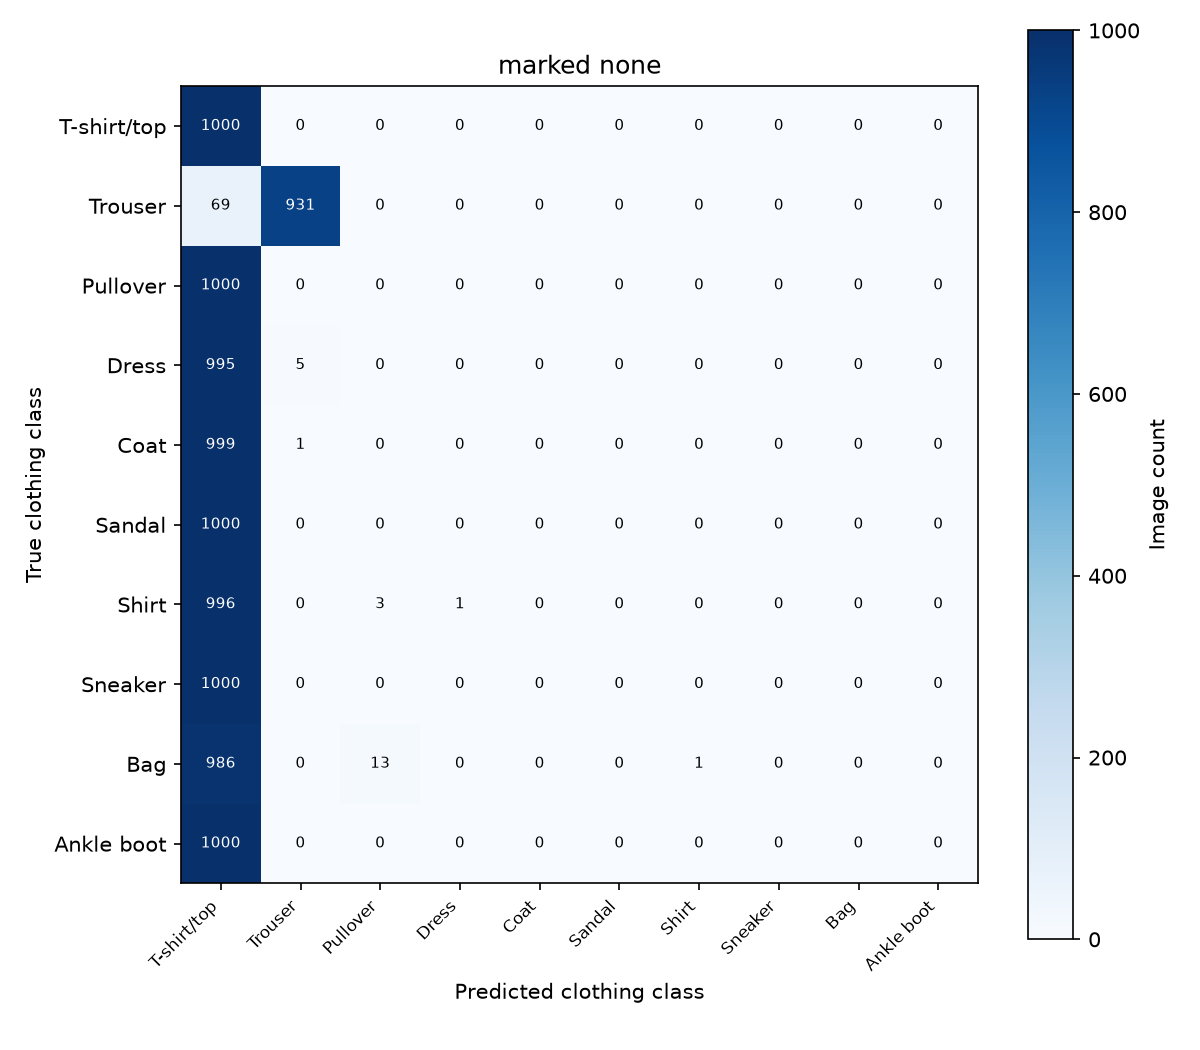 marked none
T-shirt/top 1000 0 0 0 0 0 0 0 0 0
Trouser 69 931 0 0 0 0 0 0 0 0
Pullover 1000 0 0 0 0 0 0 0 0 0
Dress 995 5 0 0 0 0 0 0 0 0
Coat 999 1 0 0 0 0 0 0 0 0
Sandal 1000 0 0 0 0 0 0 0 0 0
Shirt 996 0 3 1 0 0 0 0 0 0
Sneaker 1000 0 0 0 0 0 0 0 0 0
Bag 986 0 13 0 0 0 1 0 0 0
Ankle boot 1000 0 0 0 0 0 0 0 0 0
T-shirt/top Trouser Pullover Dress Coat Sandal Shirt Sneaker Bag Ankle boot
Predicted clothing class
True clothing class
1000
800
600
400
200
0
Image count